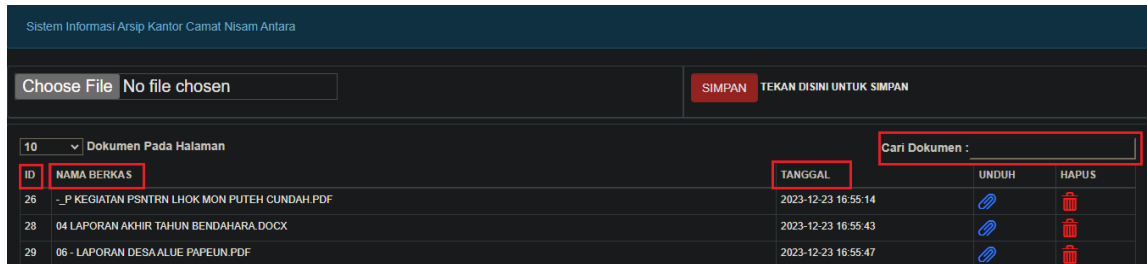 Sistem Informasi Arsip Kantor Camat Nisam Antara
Choose File No file chosen
SIMPAN TEKAN DISINI UNTUK SIMPAN
10 Dokumen Pada Halaman
Cari Dokumen :
ID NAMA BERKAS TANGGAL UNDUH HAPUS
26 -_P KEGIATAN PSNTRN LHOK MON PUTEH CUNDAH.PDF 2023-12-23 16:55:14
28 04 LAPORAN AKHIR TAHUN BENDAHARA.DOCX 2023-12-23 16:55:43
29 06 - LAPORAN DESA ALUE PAPEUN.PDF 2023-12-23 16:55:47